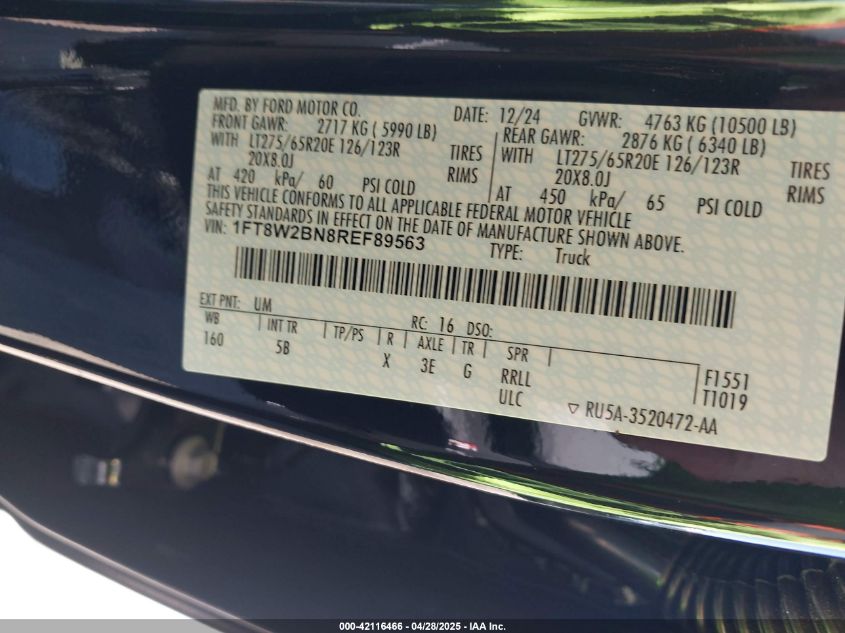 MFD. BY FORD MOTOR CO.
DATE: 12/24 GVWR: 4763 KG (10500 LB)
FRONT GAWR: 2717 KG ( 5990 LB)
WITH LT275/65R20E 126/123R TIRES
20X8.0J RIMS
AT 420 kPa/ 60 PSI COLD
REAR GAWR: 2876 KG ( 6340 LB)
WITH LT275/65R20E 126/123R TIRES
20X8.0J RIMS
AT 450 kPa/ 65 PSI COLD
THIS VEHICLE CONFORMS TO ALL APPLICABLE FEDERAL MOTOR VEHICLE
SAFETY STANDARDS IN EFFECT ON THE DATE OF MANUFACTURE SHOWN ABOVE.
VIN: 1FT8W2BN8REF89563 TYPE: Truck
EXT PNT: UM RC: 16 DSO:
WB INT TR TP/PS R AXLE TR SPR
160 5B X 3E G RRLL
ULC
F1551
T1019
RU5A-3520472-AA
000-42116466 - 04/28/2025 - IAA Inc.